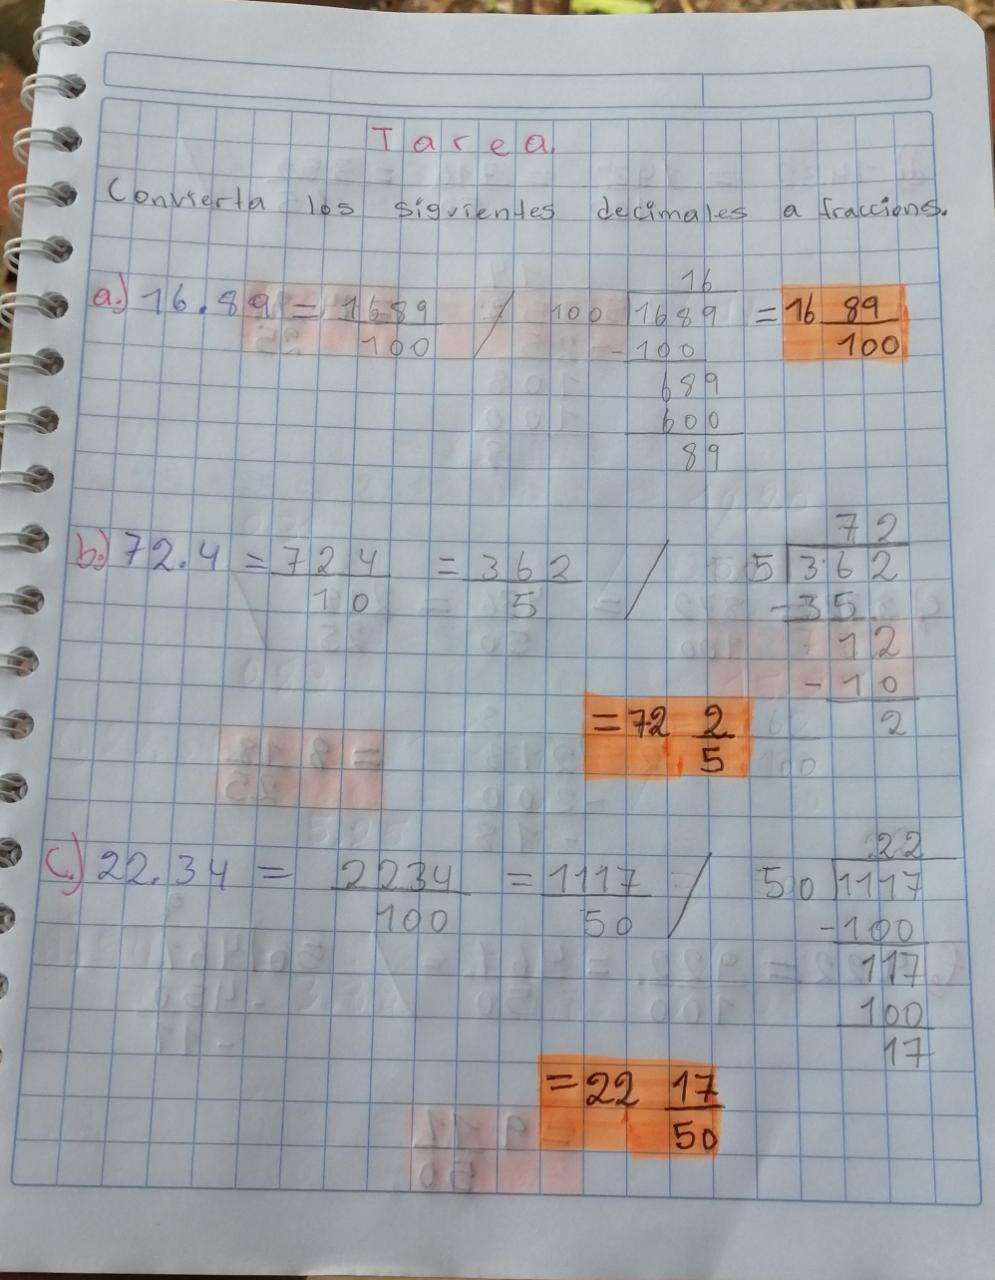 Tarea.
Convierta los siguientes decimales a fraccions.
a.) 16.89 = 1689/100 / 100 1689 16 = 16 89/100
-100
689
600
89
b.) 72.4 = 724/10 = 362/5 / 5 362 72
-35
12
-10
2
= 72 2/5
c.) 22.34 = 2234/100 = 1117/50 / 50 1117 22
-100
117
100
17
= 22 17/50